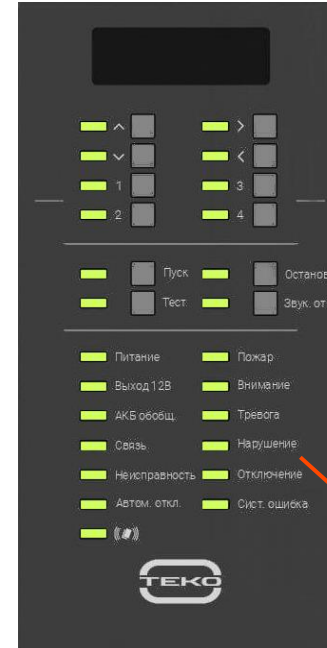 ^ >
v <
1 3
2 4
Пуск Останов
Тест Звук. от
Питание Пожар
Выход 12В Внимание
АКБ обобщ. Тревога
Связь Нарушение
Неисправность Отключение
Автом. откл. Сист. ошибка
ТЕКО